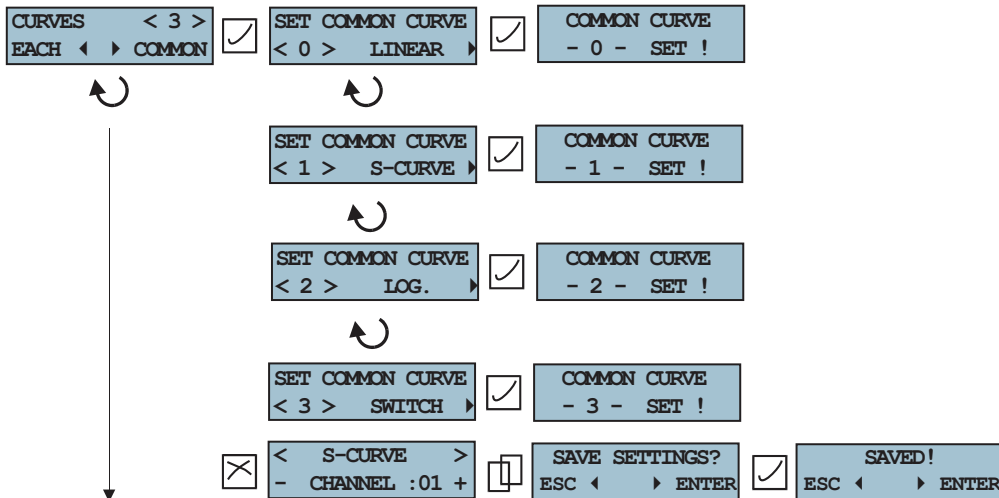 CURVES < 3 >
EACH ◀ ▶ COMMON
SET COMMON CURVE
< 0 > LINEAR ▶
COMMON CURVE
- 0 - SET !
SET COMMON CURVE
< 1 > S-CURVE ▶
COMMON CURVE
- 1 - SET !
SET COMMON CURVE
< 2 > LOG. ▶
COMMON CURVE
- 2 - SET !
SET COMMON CURVE
< 3 > SWITCH ▶
COMMON CURVE
- 3 - SET !
< S-CURVE >
- CHANNEL :01 +
SAVE SETTINGS?
ESC ◀ ▶ ENTER
SAVED!
ESC ◀ ▶ ENTER